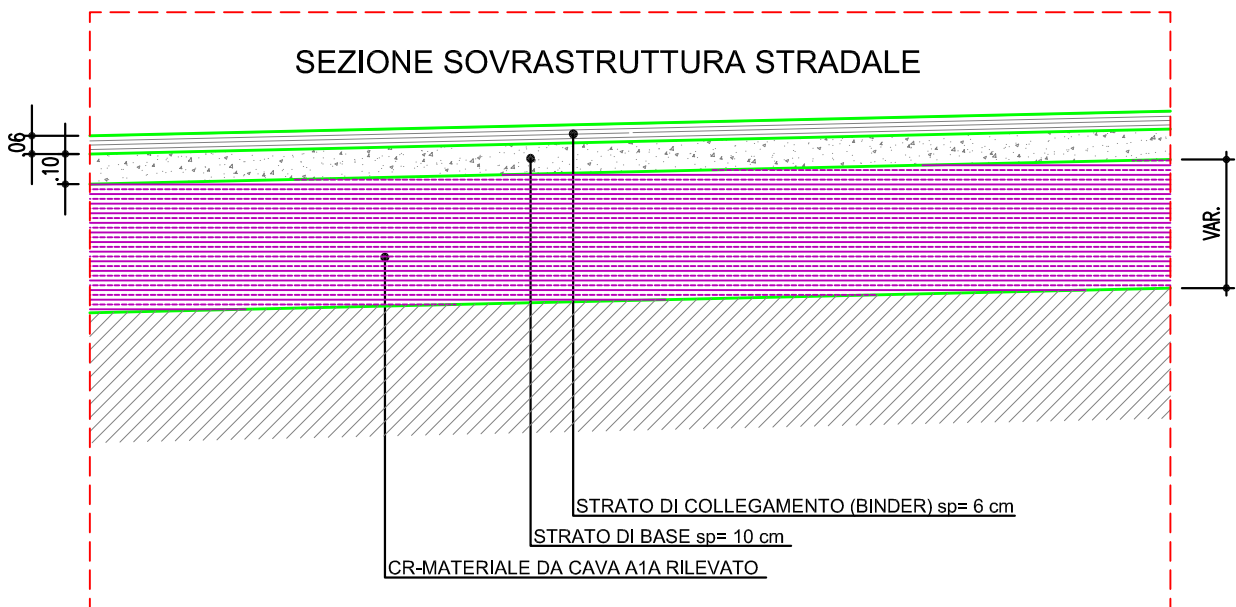 SEZIONE SOVRASTRUTTURA STRADALE
.06
.10
VAR.
STRATO DI COLLEGAMENTO (BINDER) sp= 6 cm
STRATO DI BASE sp= 10 cm
CR-MATERIALE DA CAVA A1A RILEVATO